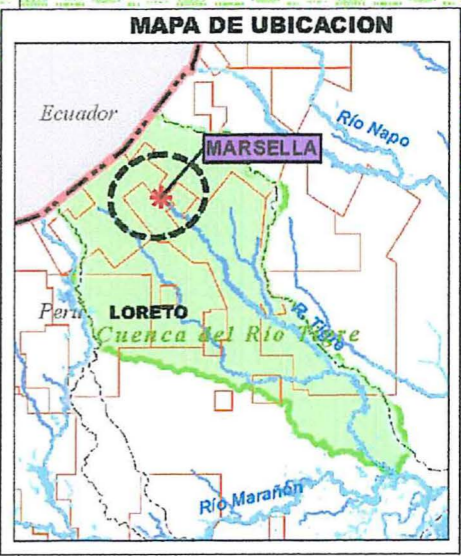 MAPA DE UBICACION
Ecuador
Río Napo
MARSELLA
Perú
LORETO
R. Tigre
Cuenca del Río Tigre
Río Marañón